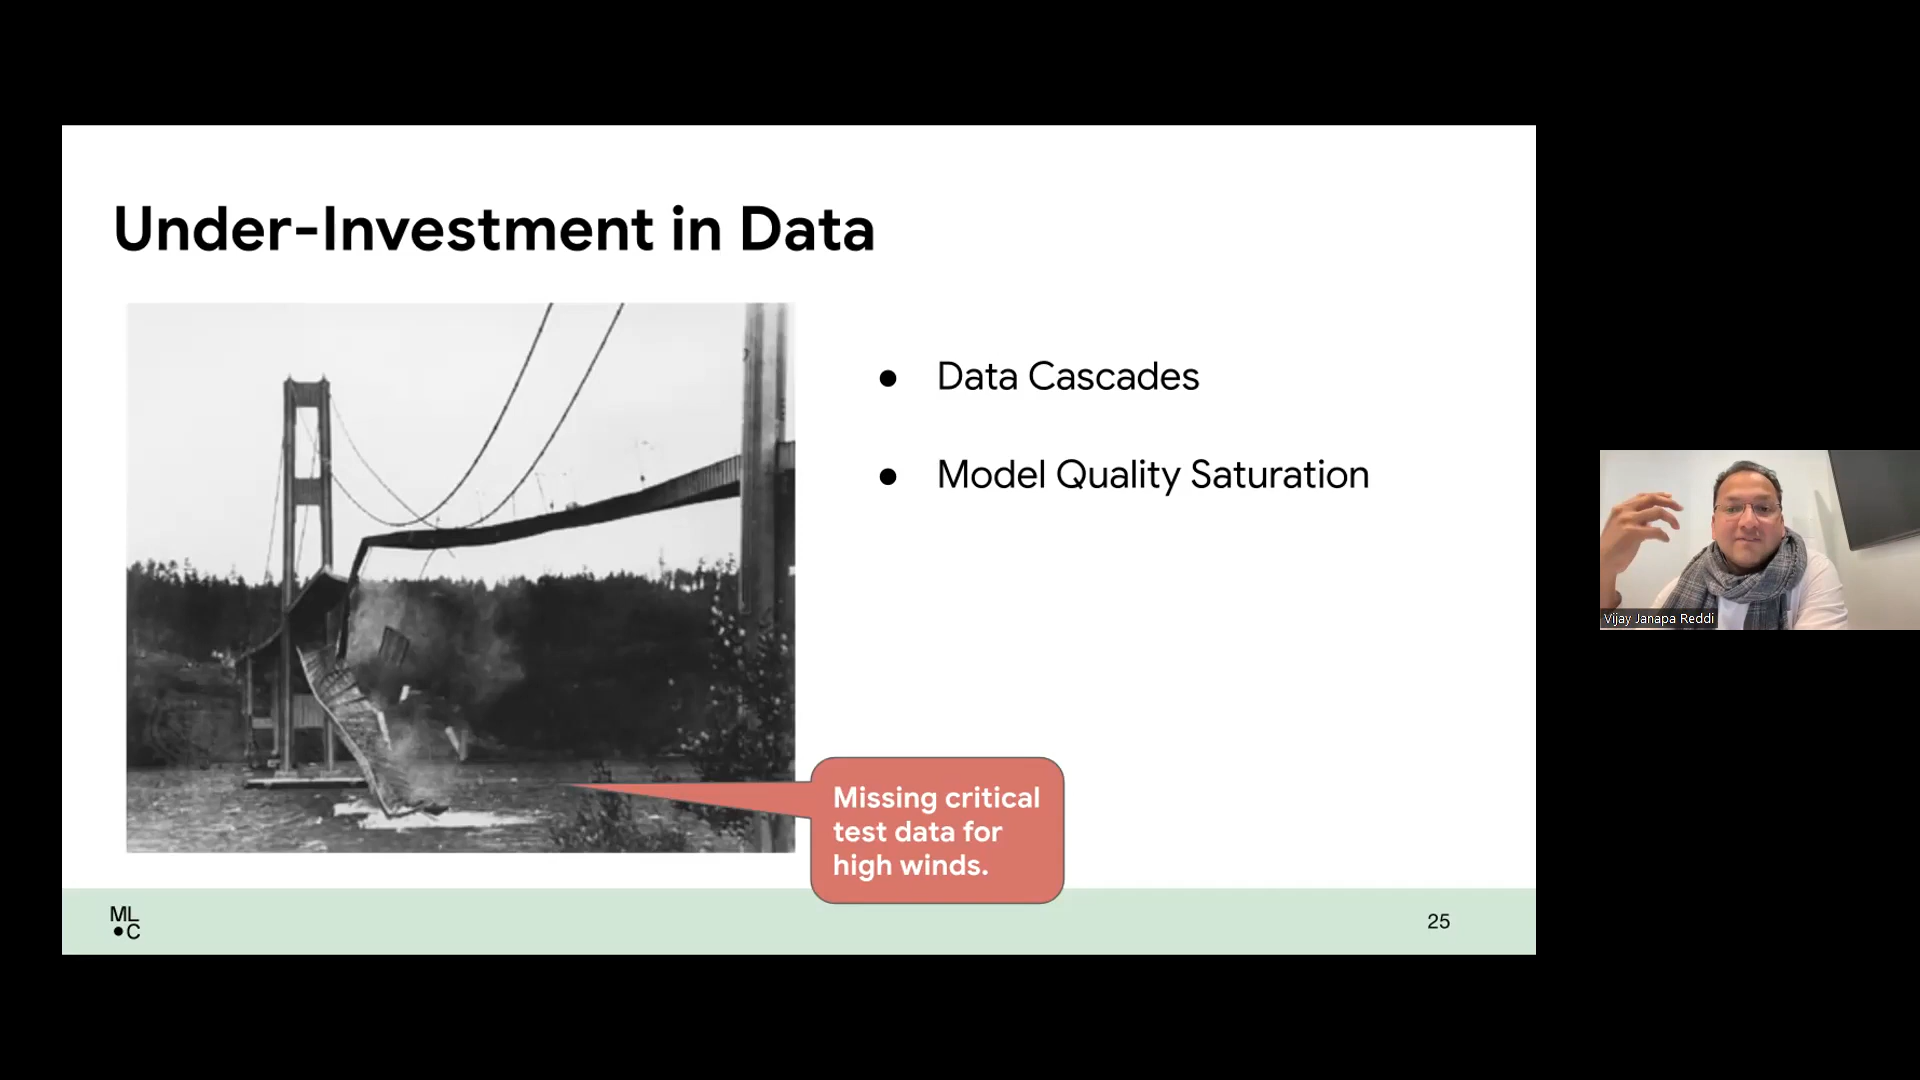 Under-Investment in Data
● Data Cascades
● Model Quality Saturation
Missing critical
test data for
high winds.
ML
●C
25
Vijay Janapa Reddi